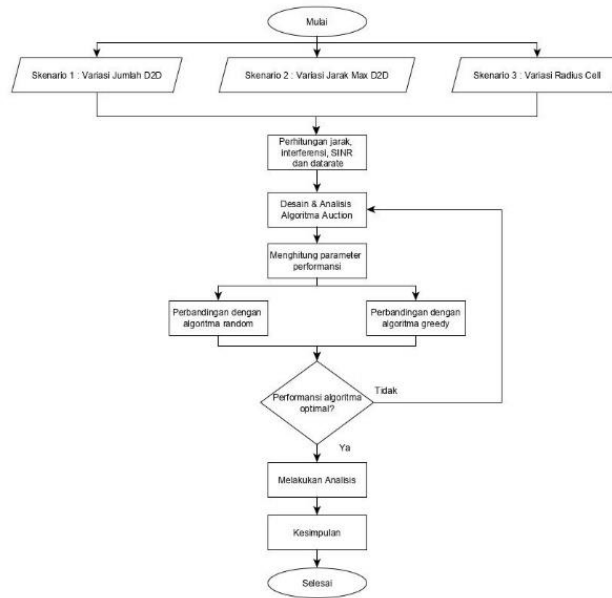 Mulai
Skenario 1 : Variasi Jumlah D2D
Skenario 2 : Variasi Jarak Max D2D
Skenario 3 : Variasi Radius Cell
Perhitungan jarak,
interferensi, SINR
dan datarate
Desain & Analisis
Algoritma Auction
Menghitung parameter
performansi
Perbandingan dengan
algoritma random
Perbandingan dengan
algoritma greedy
Performansi algoritma
optimal?
Tidak
Ya
Melakukan Analisis
Kesimpulan
Selesai